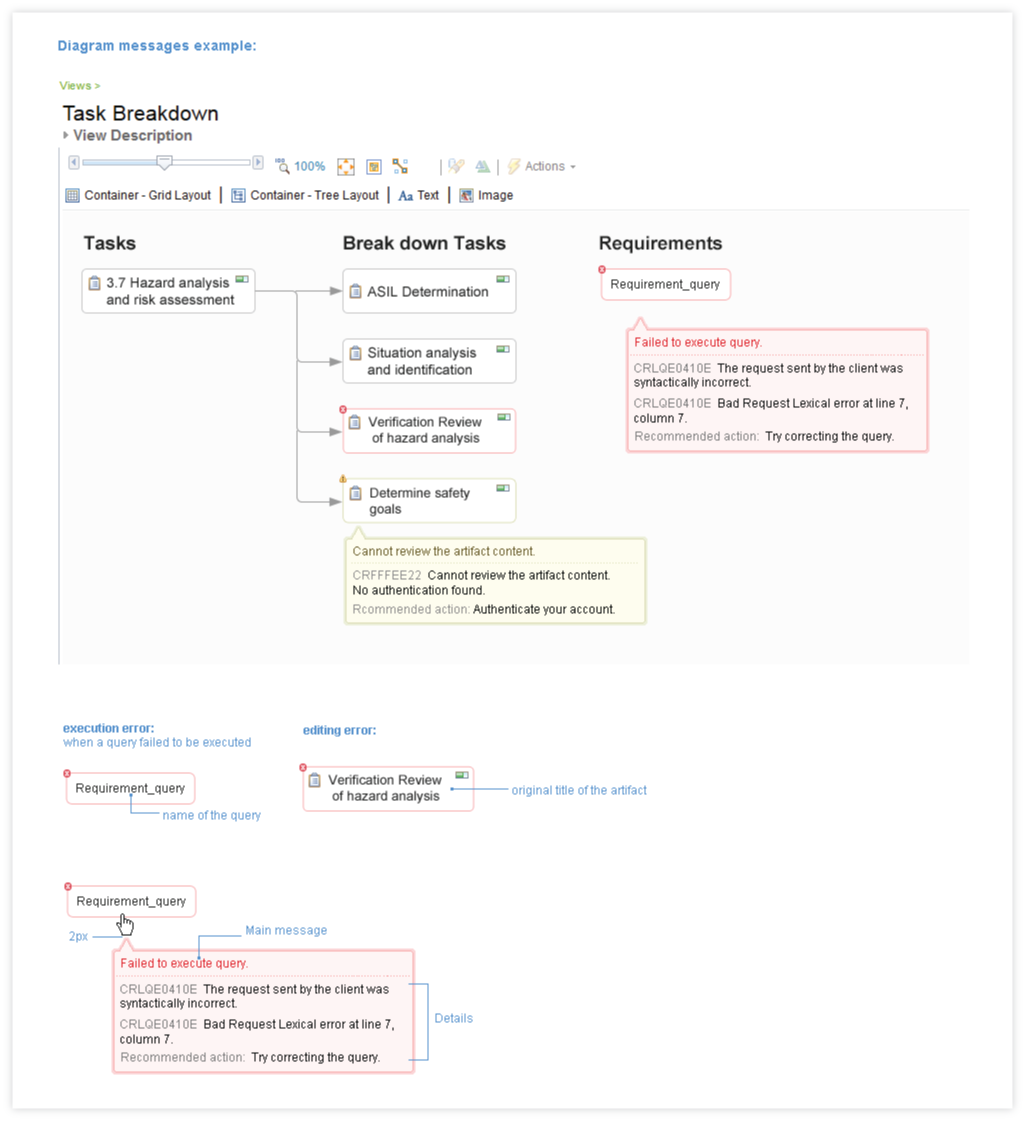 Diagram messages example:
Views >
Task Breakdown
View Description
100%
Actions
Container - Grid Layout
Container - Tree Layout
Aa Text
Image
Tasks
Break down Tasks
Requirements
3.7 Hazard analysis
and risk assessment
ASIL Determination
Requirement_query
Situation analysis
and identification
Failed to execute query.
CRLQE0410E The request sent by the client was
syntactically incorrect.
CRLQE0410E Bad Request Lexical error at line 7,
column 7.
Recommended action: Try correcting the query.
Verification Review
of hazard analysis
Determine safety
goals
Cannot review the artifact content.
CRFFFEE22 Cannot review the artifact content.
No authentication found.
Rcommended action: Authenticate your account.
execution error:
when a query failed to be executed
editing error:
Requirement_query
name of the query
Verification Review
of hazard analysis
original title of the artifact
Requirement_query
2px
Main message
Failed to execute query.
CRLQE0410E The request sent by the client was
syntactically incorrect.
CRLQE0410E Bad Request Lexical error at line 7,
column 7.
Recommended action: Try correcting the query.
Details